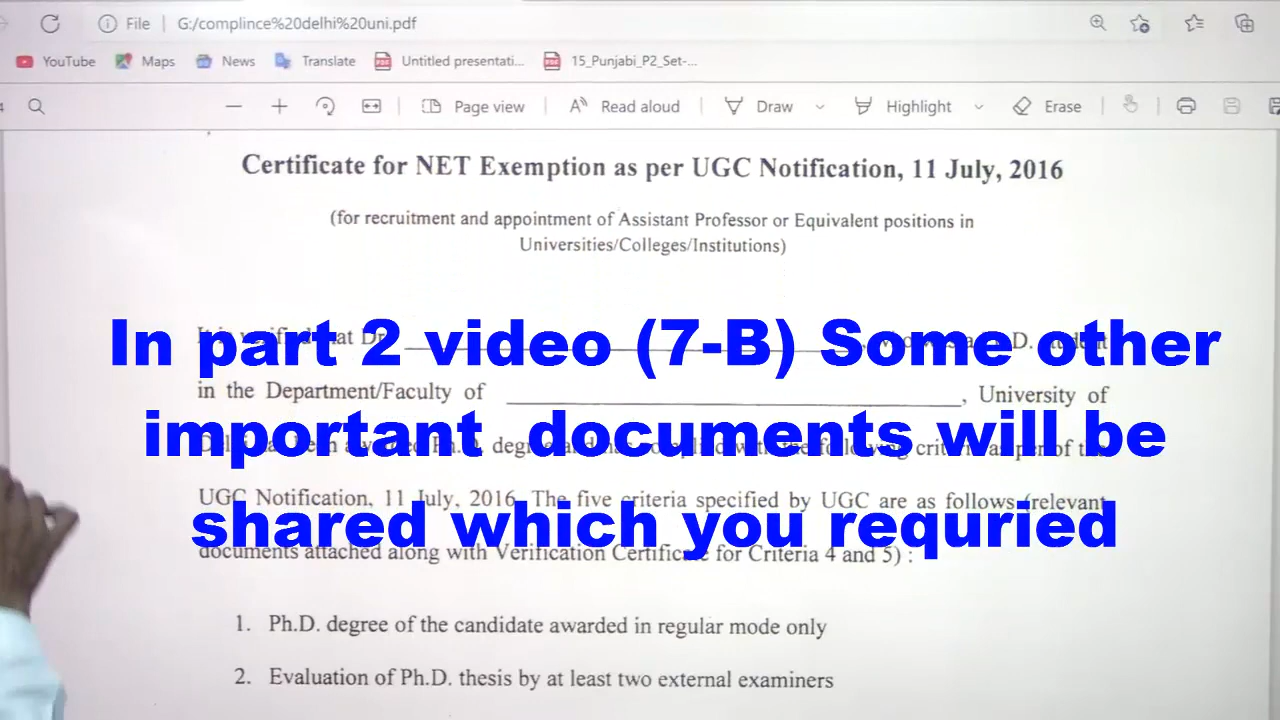 File | G:/complince%20delhi%20uni.pdf
YouTube Maps News Translate Untitled presentati... 15_Punjabi_P2_Set-...
Page view Read aloud Draw Highlight Erase
Certificate for NET Exemption as per UGC Notification, 11 July, 2016
(for recruitment and appointment of Assistant Professor or Equivalent positions in
Universities/Colleges/Institutions)
In part 2 video (7-B) Some other
in the Department/Faculty of , University of
important documents will be
UGC Notification, 11 July, 2016. The five criteria specified by UGC are as follows (relevant
shared which you requried
documents attached along with Verification Certificate for Criteria 4 and 5) :
1. Ph.D. degree of the candidate awarded in regular mode only
2. Evaluation of Ph.D. thesis by at least two external examiners